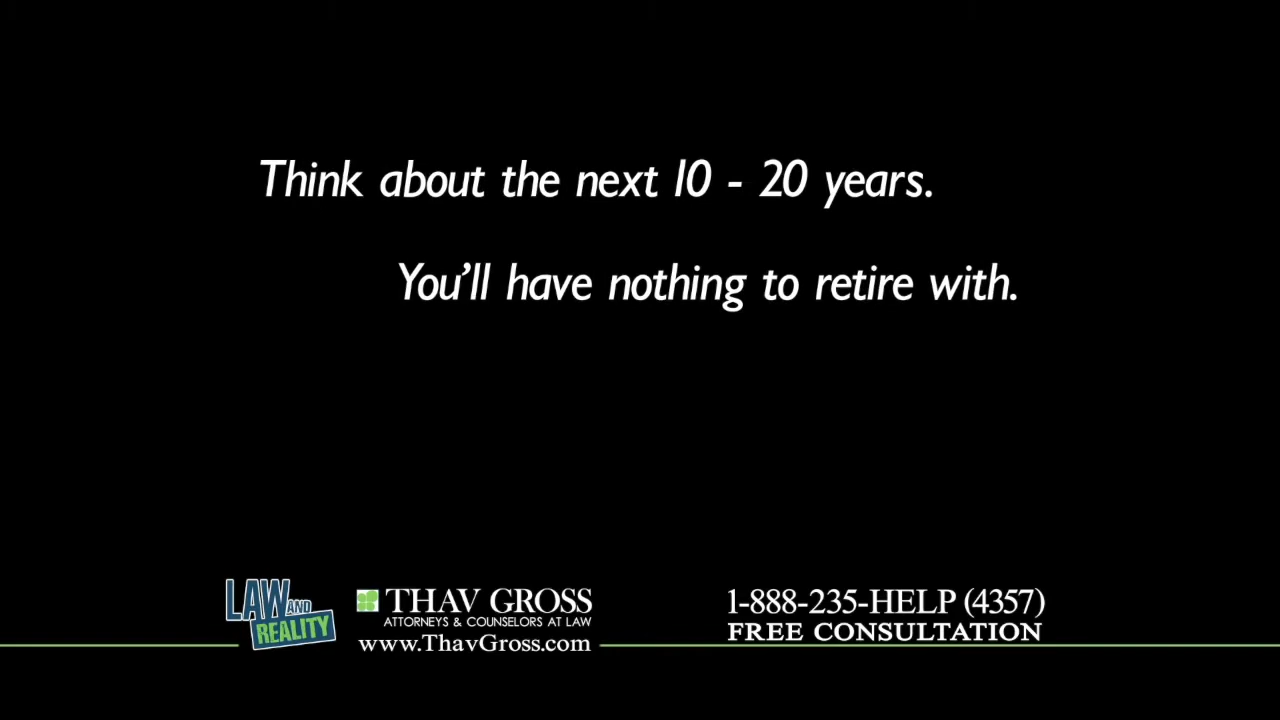 Think about the next 10 - 20 years.
You'll have nothing to retire with.
LAW AND
REALITY
THAV GROSS
ATTORNEYS & COUNSELORS AT LAW
www.ThavGross.com
1-888-235-HELP (4357)
FREE CONSULTATION